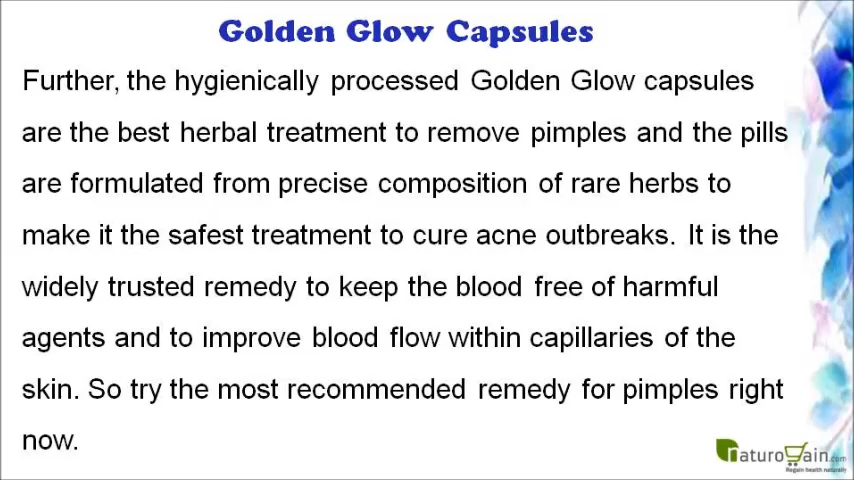 Golden Glow Capsules
Further, the hygienically processed Golden Glow capsules
are the best herbal treatment to remove pimples and the pills
are formulated from precise composition of rare herbs to
make it the safest treatment to cure acne outbreaks. It is the
widely trusted remedy to keep the blood free of harmful
agents and to improve blood flow within capillaries of the
skin. So try the most recommended remedy for pimples right
now.
naturogain.com
Regain health naturally